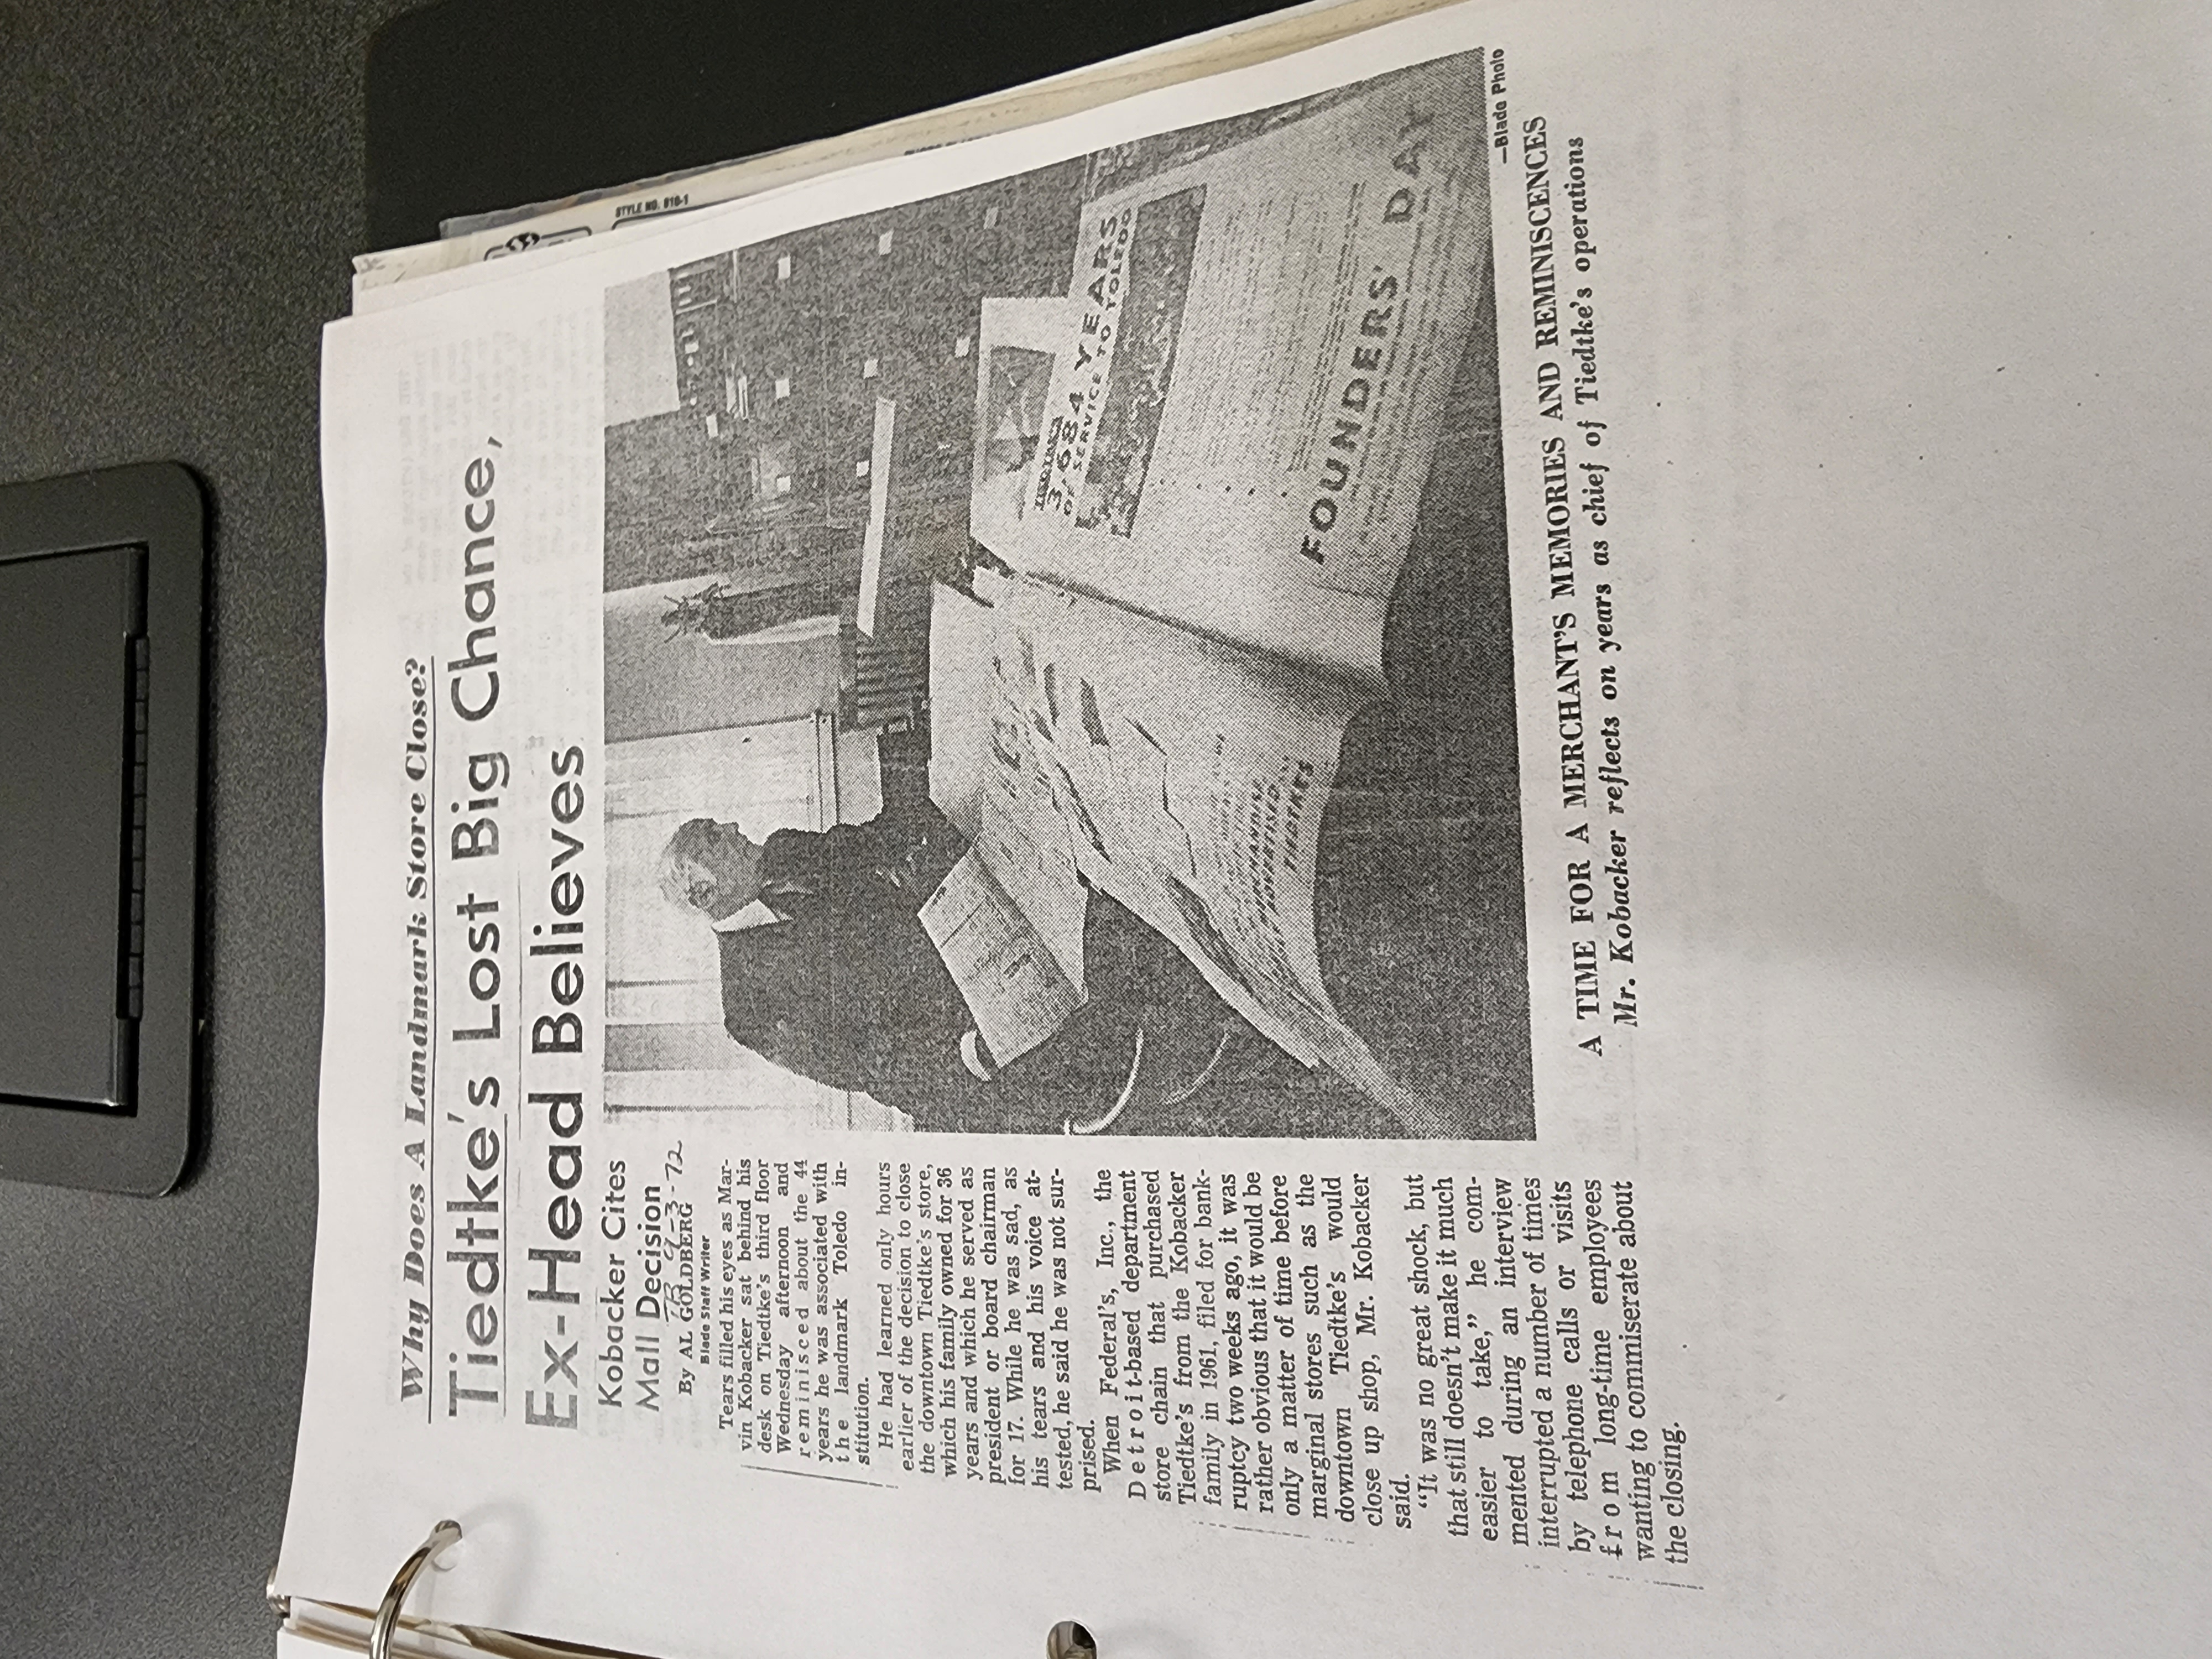 Why Does A Landmark Store Close?
Tiedtke's Lost Big Chance,
Ex-Head Believes
Kobacker Cites
Mall Decision
B 9-3-72
By AL GOLDBERG
Blade Staff Writer
Tears filled his eyes as Mar-
vin Kobacker sat behind his
desk on Tiedtke's third floor
Wednesday afternoon and
reminisced about the 44
years he was associated with
the landmark Toledo in-
stitution.
He had learned only hours
earlier of the decision to close
the downtown Tiedtke's store,
which his family owned for 36
years and which he served as
president or board chairman
for 17. While he was sad, as
his tears and his voice at-
tested, he said he was not sur-
prised.
When Federal's, Inc., the
Detroit-based department
store chain that purchased
Tiedtke's from the Kobacker
family in 1961, filed for bank-
ruptcy two weeks ago, it was
rather obvious that it would be
only a matter of time before
marginal stores such as the
downtown Tiedtke's would
close up shop, Mr. Kobacker
said.
"It was no great shock, but
that still doesn't make it much
easier to take," he com-
mented during an interview
interrupted a number of times
by telephone calls or visits
from long-time employees
wanting to commiserate about
the closing.
3,684 YEARS
OF SERVICE TO TOLEDO
FOUNDERS' DAY
MERCHANDISE
ADVERTISED
TIEDTKE'S
—Blade Photo
A TIME FOR A MERCHANT'S MEMORIES AND REMINISCENCES
Mr. Kobacker reflects on years as chief of Tiedtke's operations
STYLE NO. 910-1